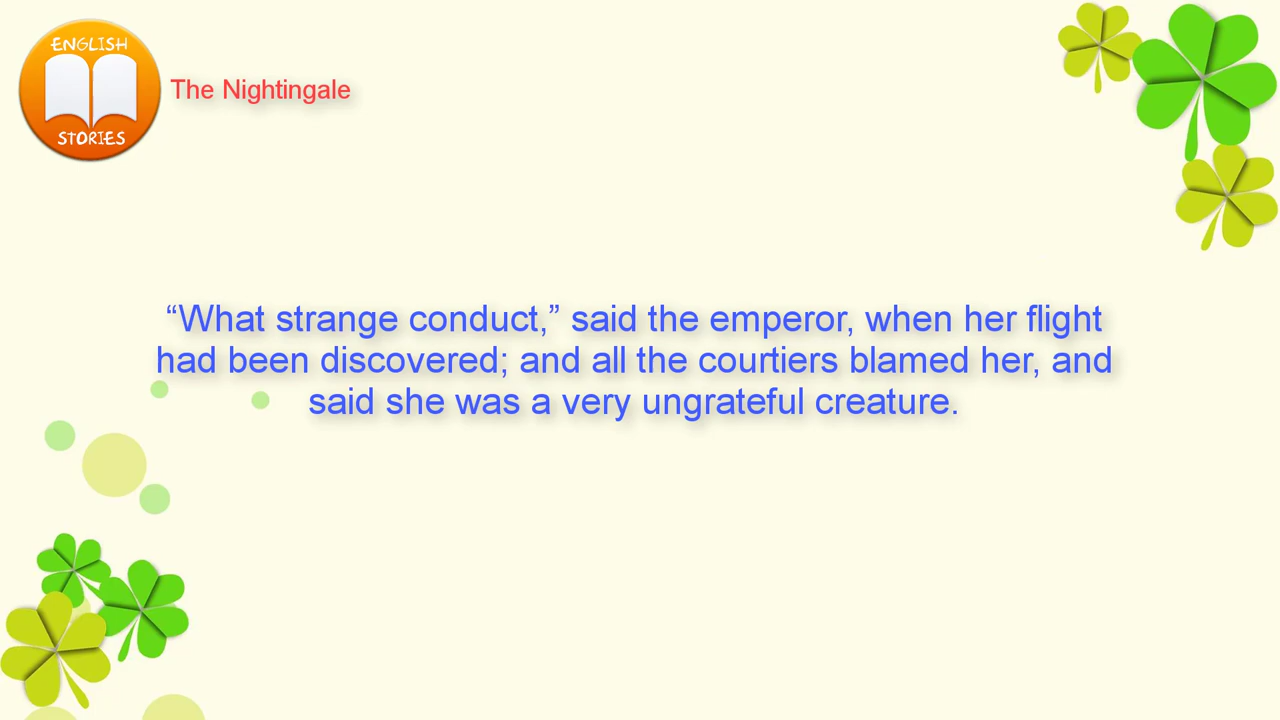 ENGLISH
STORIES
The Nightingale
“What strange conduct,” said the emperor, when her flight
had been discovered; and all the courtiers blamed her, and
said she was a very ungrateful creature.